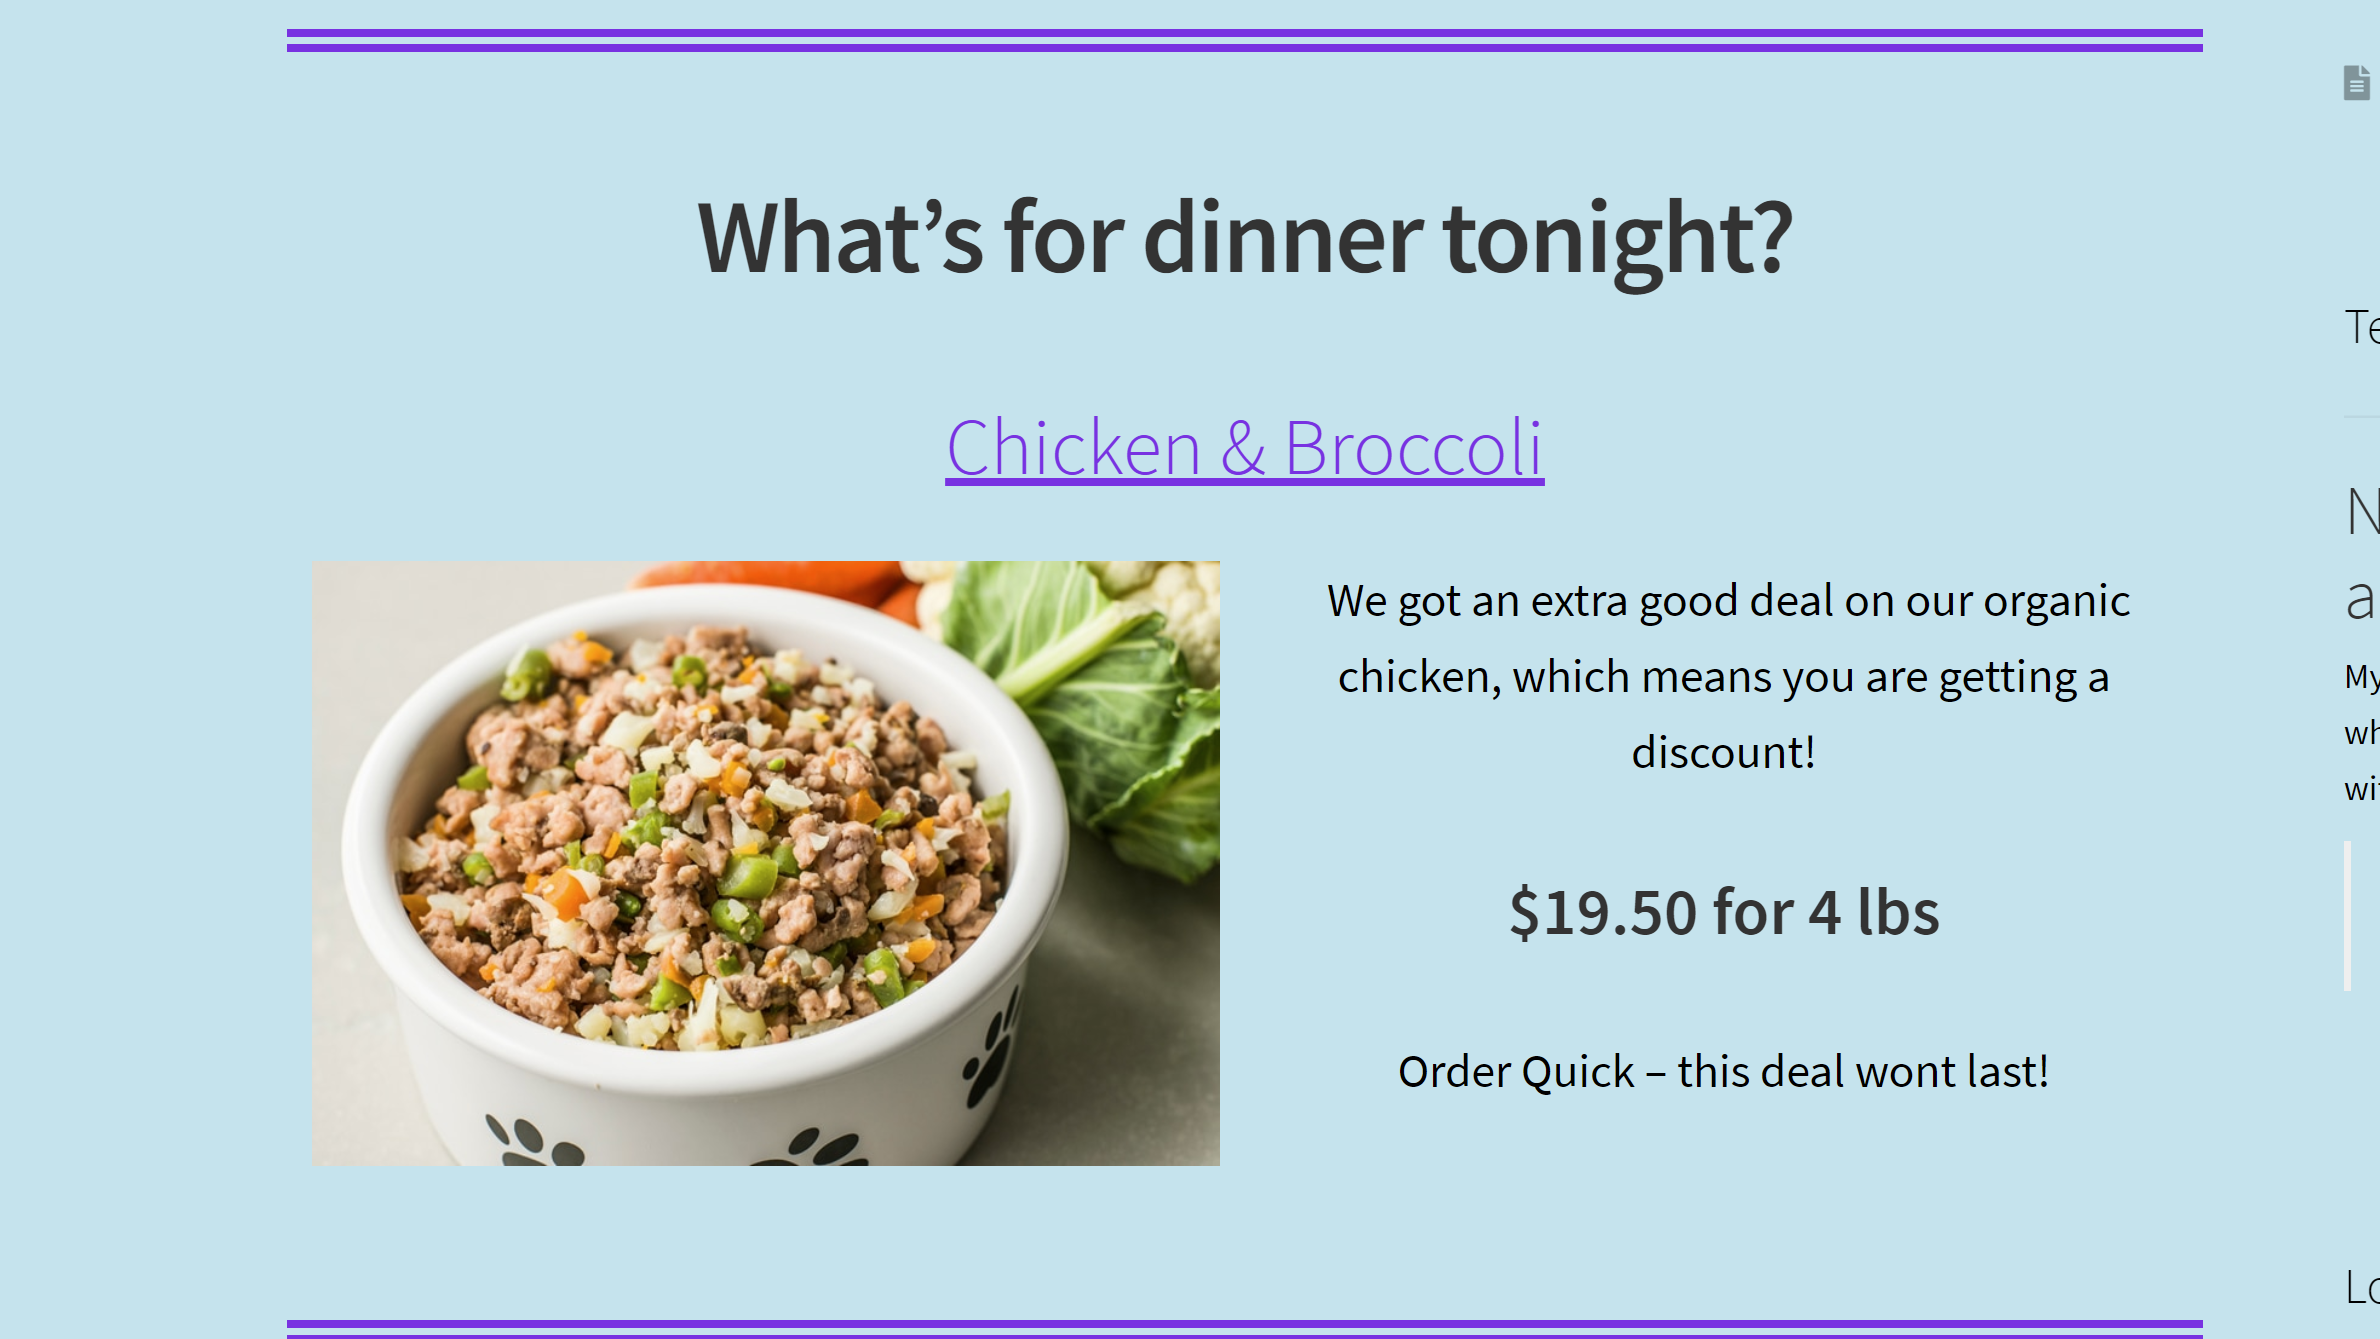 What’s for dinner tonight?
Chicken & Broccoli
We got an extra good deal on our organic
chicken, which means you are getting a
discount!
$19.50 for 4 lbs
Order Quick – this deal wont last!
My